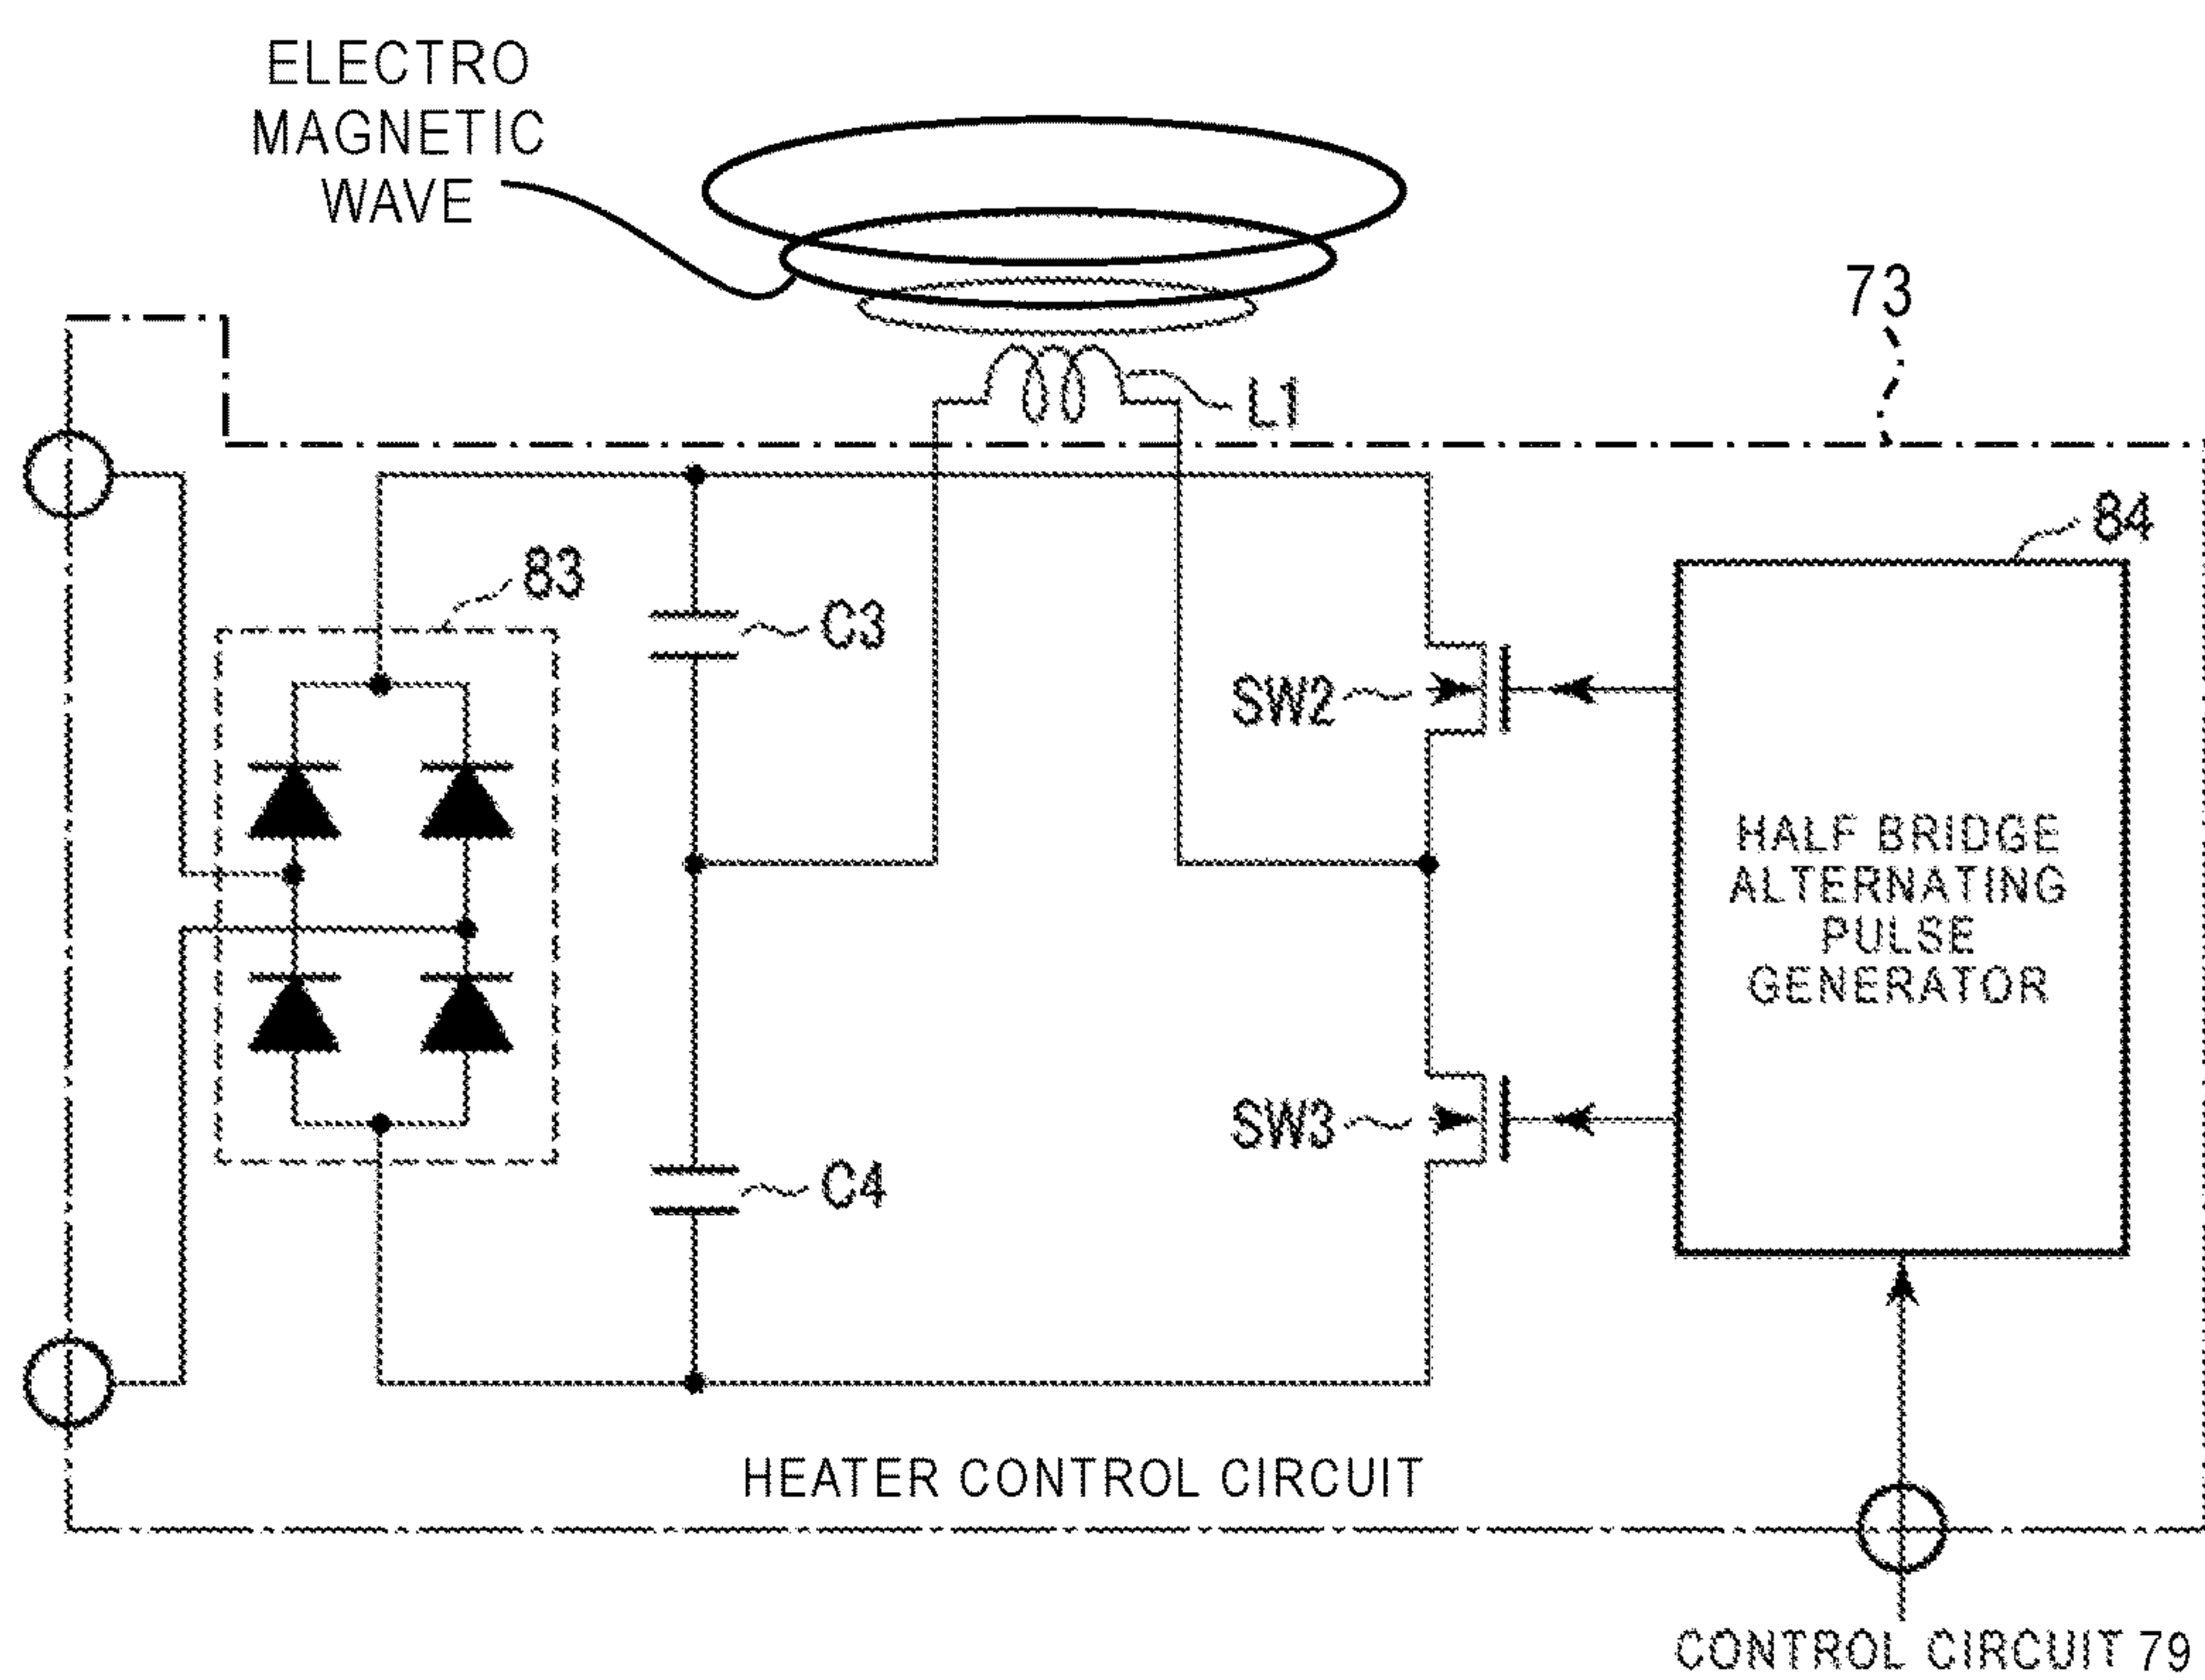 ELECTRO
MAGNETIC
WAVE
73
L1
84
83
C3
SW2
HALF BRIDGE
ALTERNATING
PULSE
GENERATOR
SW3
C4
HEATER CONTROL CIRCUIT
CONTROL CIRCUIT 79